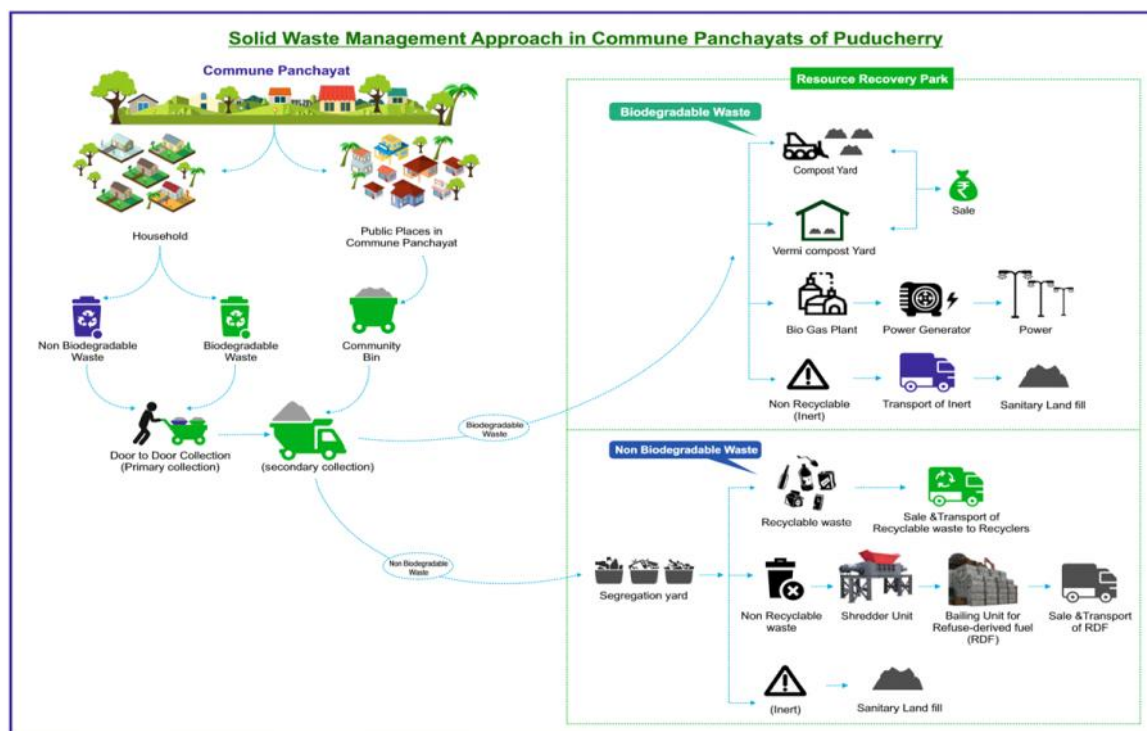 Solid Waste Management Approach in Commune Panchayats of Puducherry
Commune Panchayat
Household
Public Places in
Commune Panchayat
Non Biodegradable
Waste
Biodegradable
Waste
Community
Bin
Door to Door Collection
(Primary collection)
(secondary collection)
Biodegradable
Waste
Non Biodegradable
Waste
Resource Recovery Park
Biodegradable Waste
Compost Yard
₹
Sale
Vermi compost Yard
Bio Gas Plant
Power Generator
Power
Non Recyclable
(Inert)
Transport of Inert
Sanitary Land fill
Non Biodegradable Waste
Recyclable waste
Sale &Transport of
Recyclable waste to Recyclers
Segregation yard
Non Recyclable
waste
Shredder Unit
Bailing Unit for
Refuse-derived fuel
(RDF)
Sale &Transport
of RDF
(Inert)
Sanitary Land fill